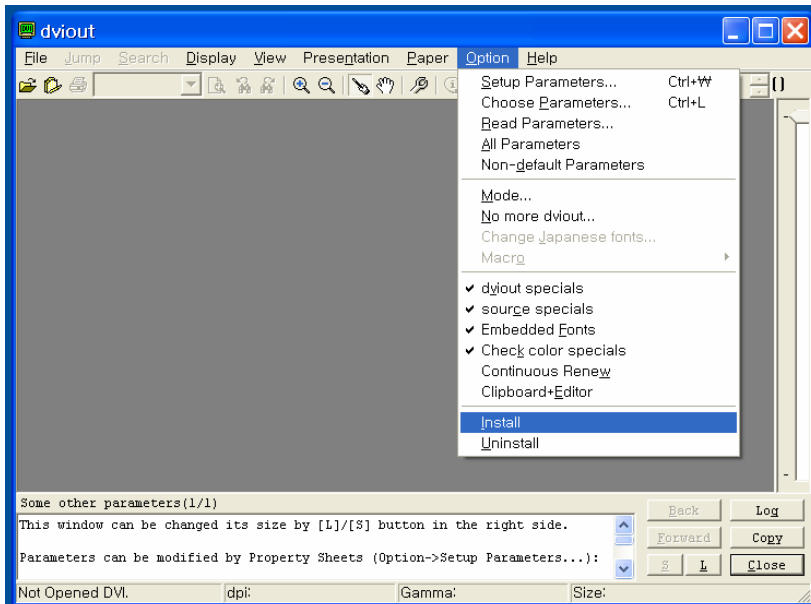 dviout
File Jump Search Display View Presentation Paper Option Help
Setup Parameters... Ctrl+₩
Choose Parameters... Ctrl+L
Read Parameters...
All Parameters
Non-default Parameters
Mode...
No more dviout...
Change Japanese fonts...
Macro
dviout specials
source specials
Embedded Fonts
Check color specials
Continuous Renew
Clipboard+Editor
Install
Uninstall
Some other parameters(1/1)
This window can be changed its size by [L]/[S] button in the right side.
Parameters can be modified by Property Sheets (Option->Setup Parameters...):
Back Log
Forward Copy
S L Close
Not Opened DVI. dpi: Gamma: Size: